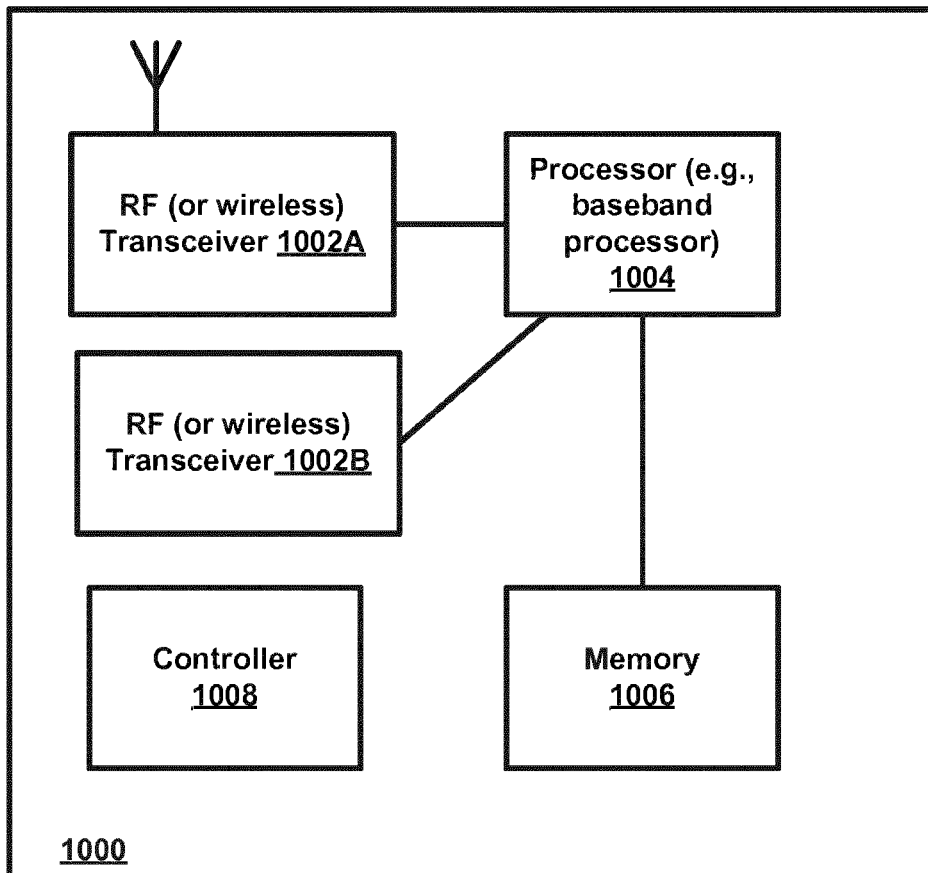 RF (or wireless)
Transceiver 1002A
Processor (e.g.,
baseband
processor)
1004
RF (or wireless)
Transceiver 1002B
Controller
1008
Memory
1006
1000